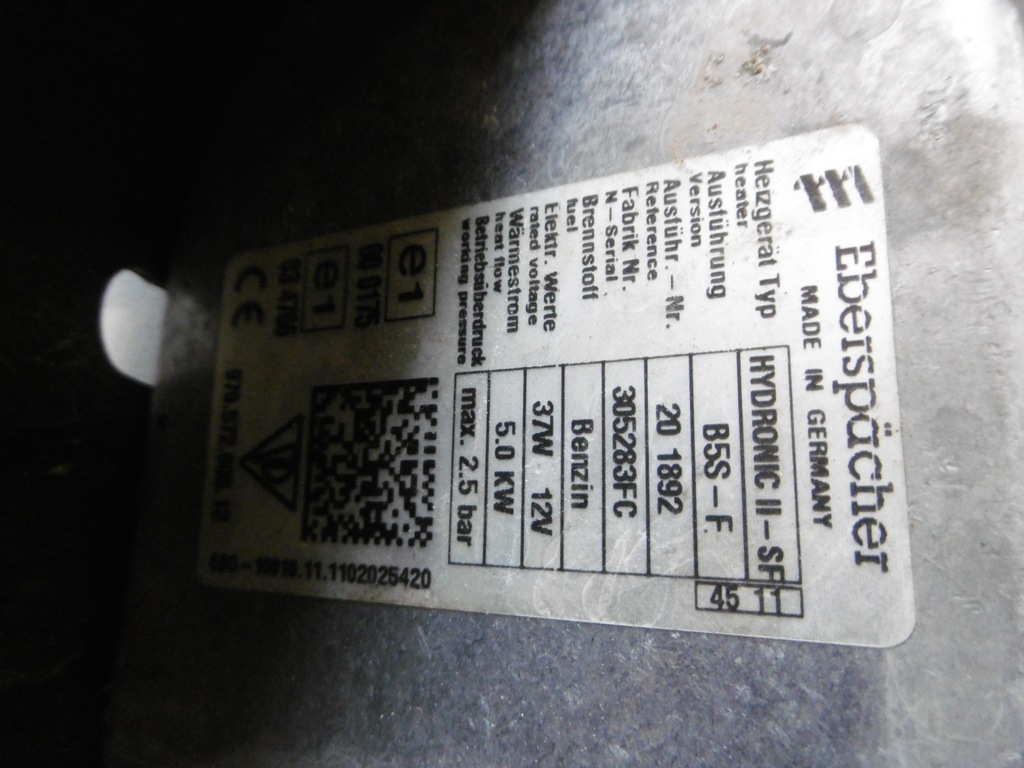 Eberspächer
MADE IN GERMANY
Heizgerät Typ HYDRONIC II-SF 11
heater
Ausführung B5S-F 45
Version
Ausführ.-Nr. 20 1892
Reference
Fabrik Nr. 305283FC
N-Serial
Brennstoff Benzin
fuel
Elektr. Werte 37W 12V
rated voltage
Wärmestrom 5.0 KW
heat flow
Betriebsüberdruck max. 2.5 bar
working pressure
e1
00 0175
e1
03 4766
CE